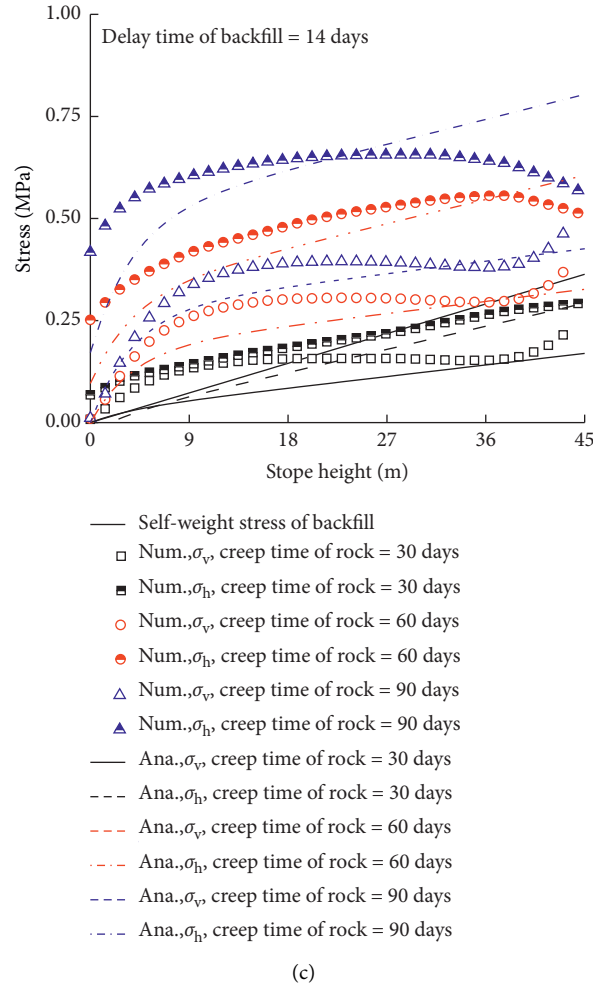 1.00
Delay time of backfill = 14 days
0.75
0.50
0.25
0.00
Stress (MPa)
0 9 18 27 36 45
Stope height (m)
Self-weight stress of backfill
Num.,σv, creep time of rock = 30 days
Num.,σh, creep time of rock = 30 days
Num.,σv, creep time of rock = 60 days
Num.,σh, creep time of rock = 60 days
Num.,σv, creep time of rock = 90 days
Num.,σh, creep time of rock = 90 days
Ana.,σv, creep time of rock = 30 days
Ana.,σh, creep time of rock = 30 days
Ana.,σv, creep time of rock = 60 days
Ana.,σh, creep time of rock = 60 days
Ana.,σv, creep time of rock = 90 days
Ana.,σh, creep time of rock = 90 days
(c)